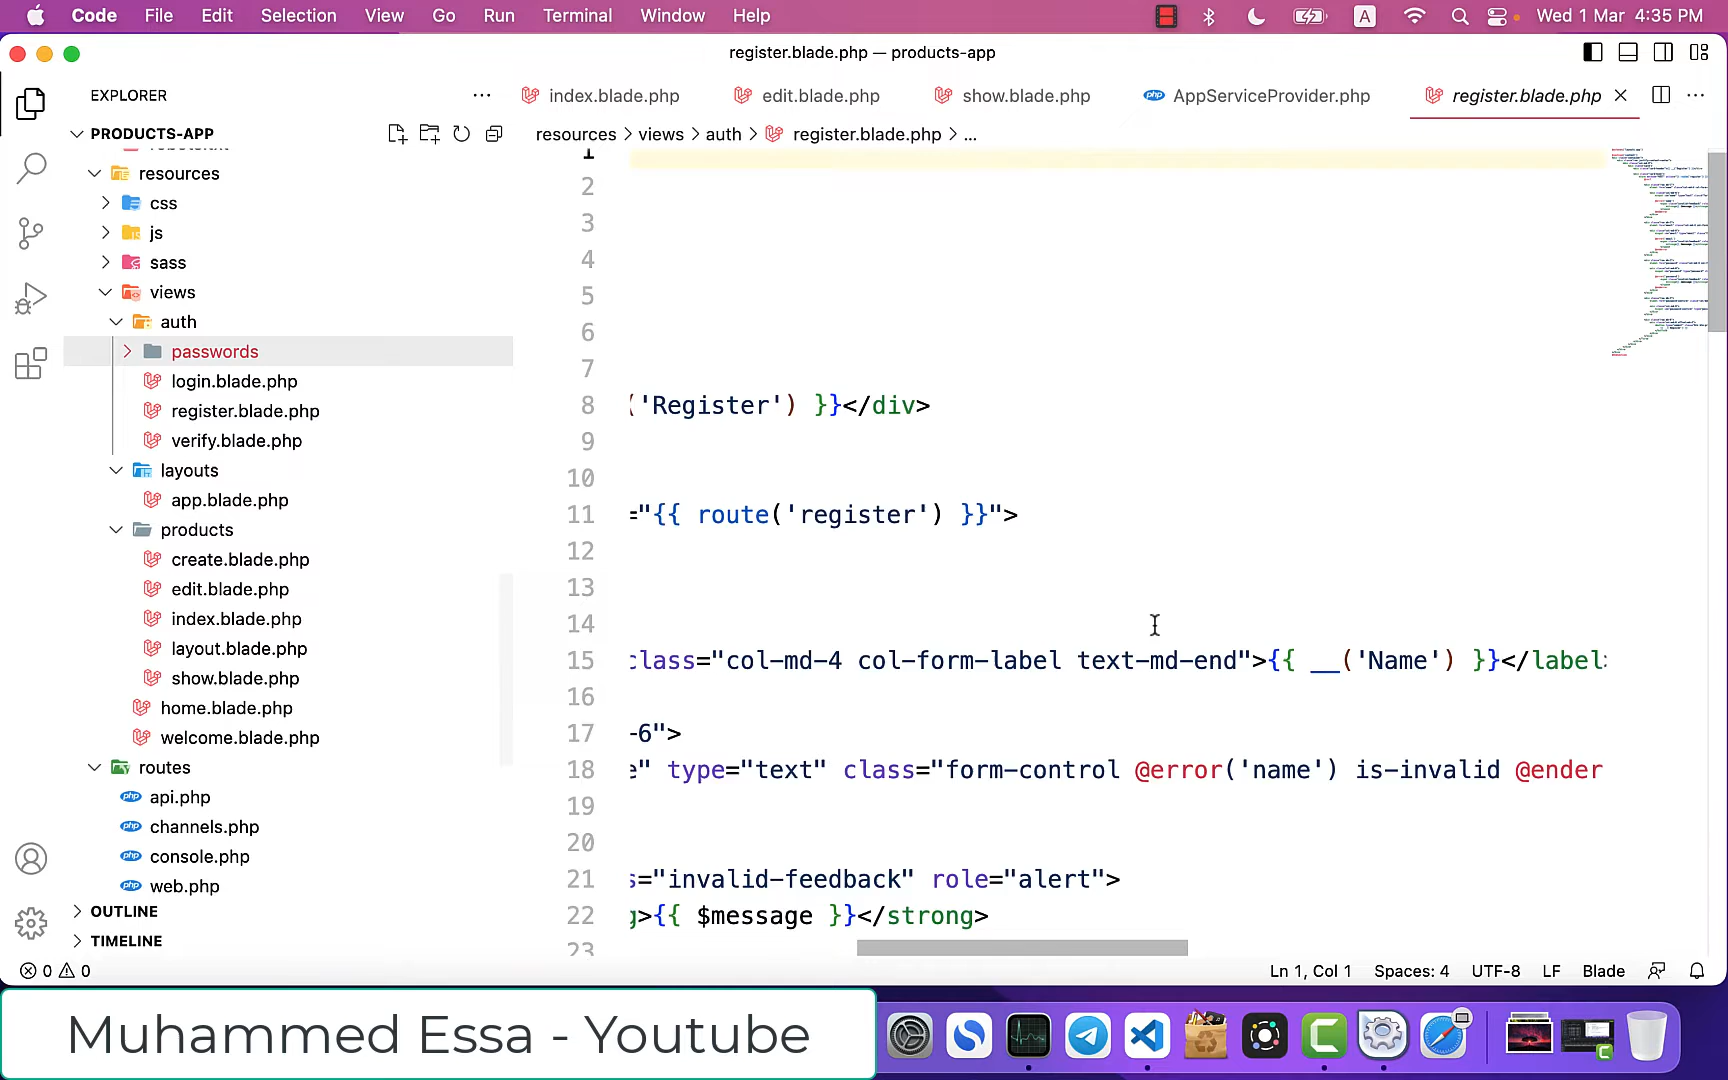 Code File Edit Selection View Go Run Terminal Window Help A Wed 1 Mar 4:35 PM
register.blade.php — products-app
EXPLORER
index.blade.php edit.blade.php show.blade.php php AppServiceProvider.php register.blade.php
PRODUCTS-APP
resources > views > auth > register.blade.php > ...
resources
css
js
sass
views
auth
passwords
login.blade.php
register.blade.php
verify.blade.php
layouts
app.blade.php
products
create.blade.php
edit.blade.php
index.blade.php
layout.blade.php
show.blade.php
home.blade.php
welcome.blade.php
routes
php api.php
php channels.php
php console.php
php web.php
OUTLINE
TIMELINE
1
2
3
4
5
6
7
8 ('Register') }}</div>
9
10
11 ="{{ route('register') }}">
12
13
14
15 class="col-md-4 col-form-label text-md-end">{{ __('Name') }}</label
16
17 -6">
18 e" type="text" class="form-control @error('name') is-invalid @ender
19
20
21 s="invalid-feedback" role="alert">
22 g>{{ $message }}</strong>
23
0 0 Ln 1, Col 1 Spaces: 4 UTF-8 LF Blade
Muhammed Essa - Youtube